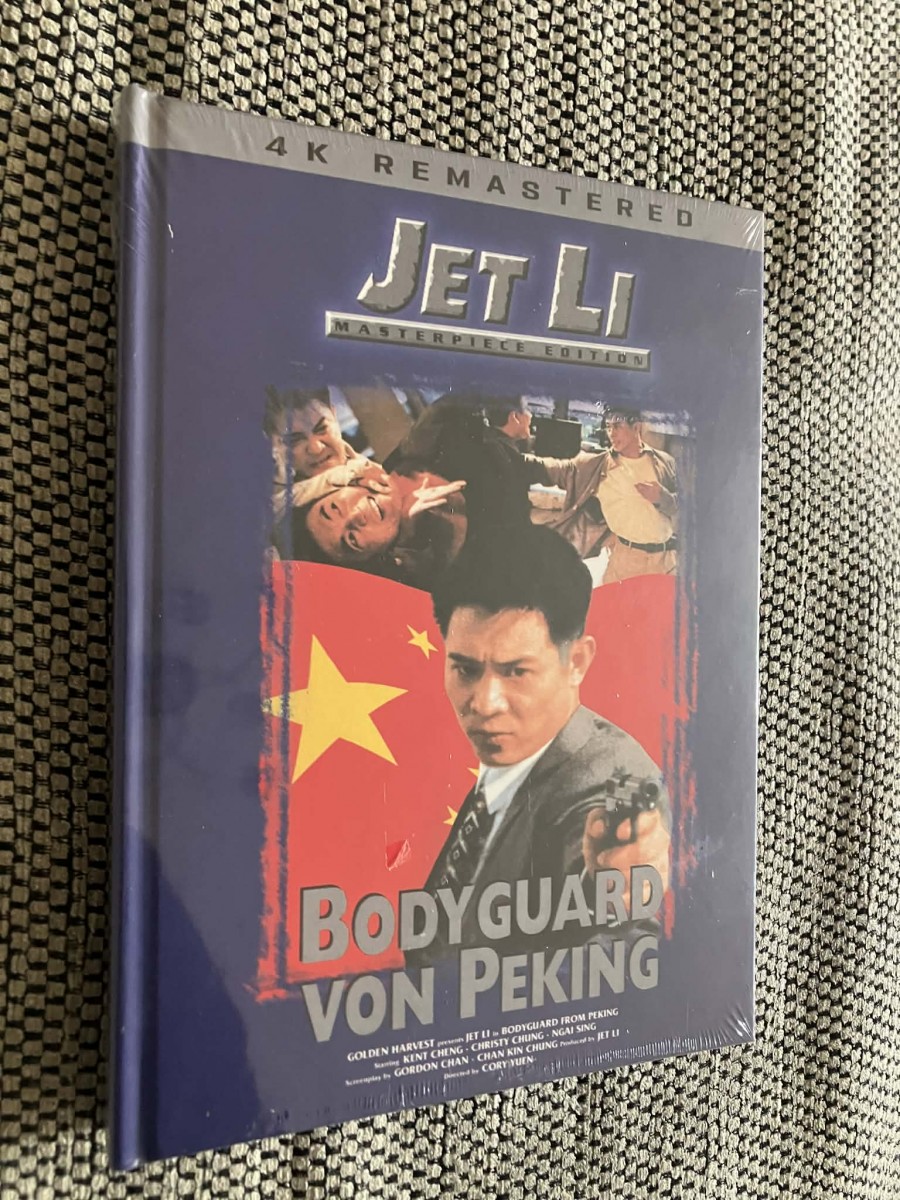 4K REMASTERED
JET LI
MASTERPIECE EDITION
BODYGUARD
VON PEKING
GOLDEN HARVEST presents JET LI in BODYGUARD FROM PEKING
Starring KENT CHENG · CHRISTY CHUNG · NGAI SING
Screenplay by GORDON CHAN · CHAN KIN CHUNG Produced by JET LI
Directed by CORY YUEN